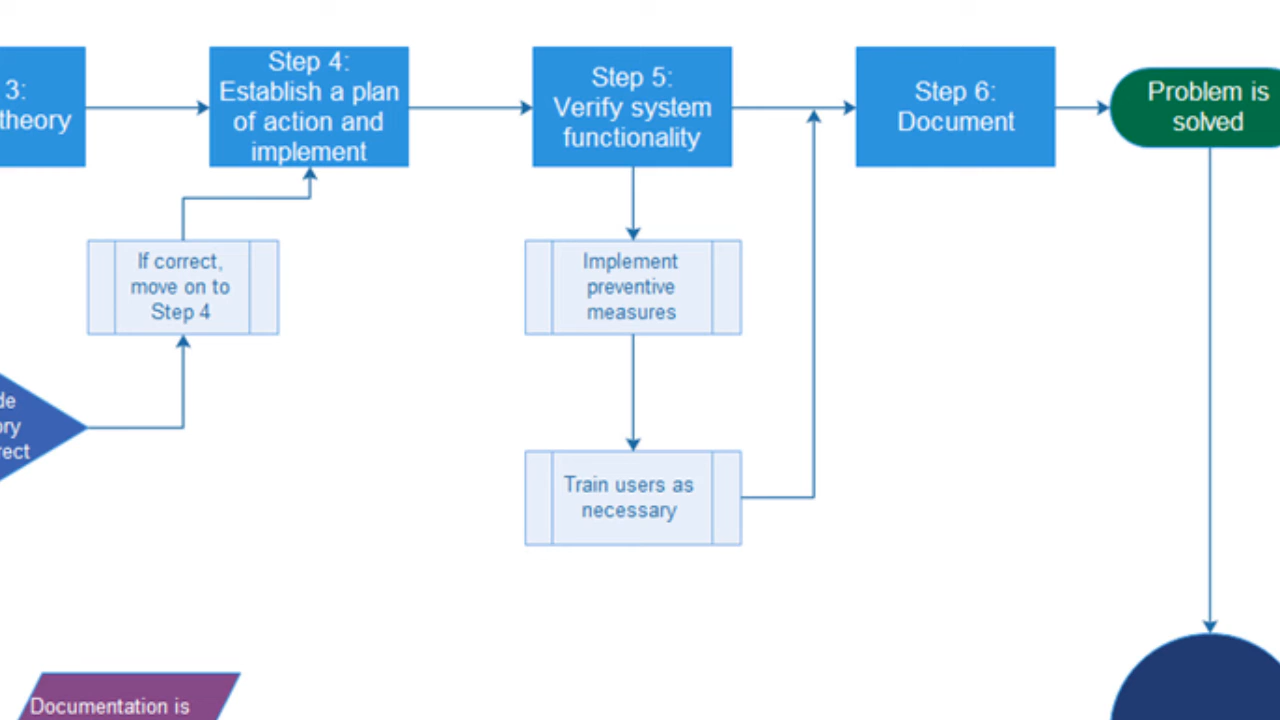 3:
theory
Step 4:
Establish a plan
of action and
implement
Step 5:
Verify system
functionality
Step 6:
Document
Problem is
solved
If correct,
move on to
Step 4
Implement
preventive
measures
Train users as
necessary
Documentation is